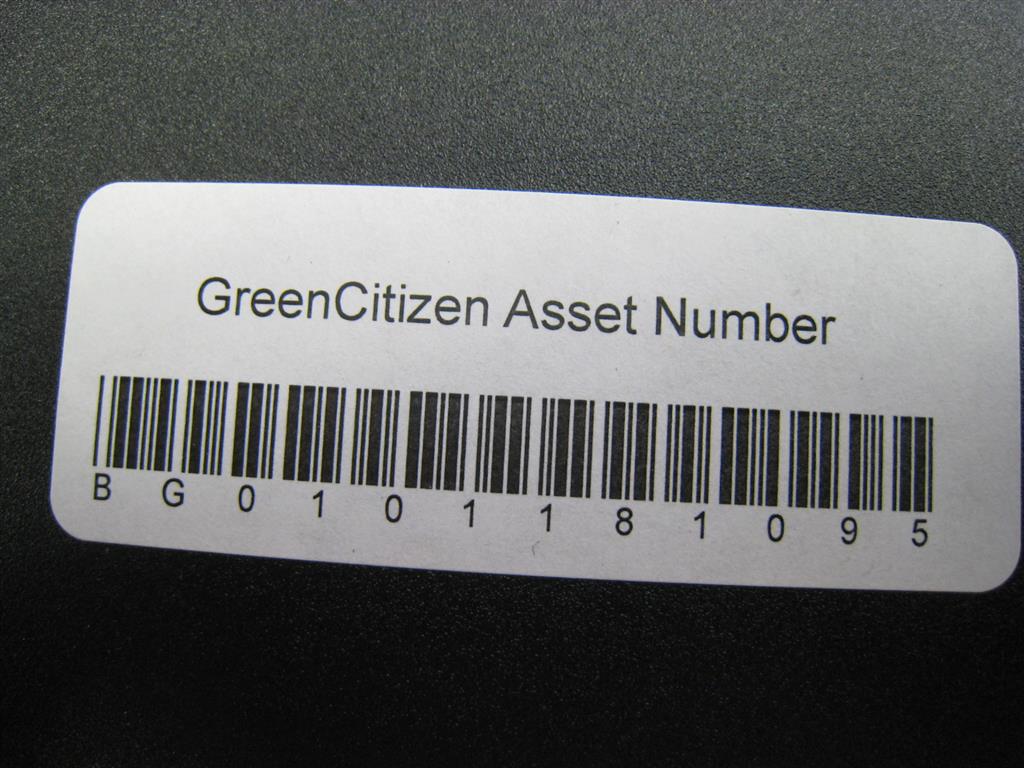 GreenCitizen Asset Number
B G 0 1 0 1 1 8 1 0 9 5